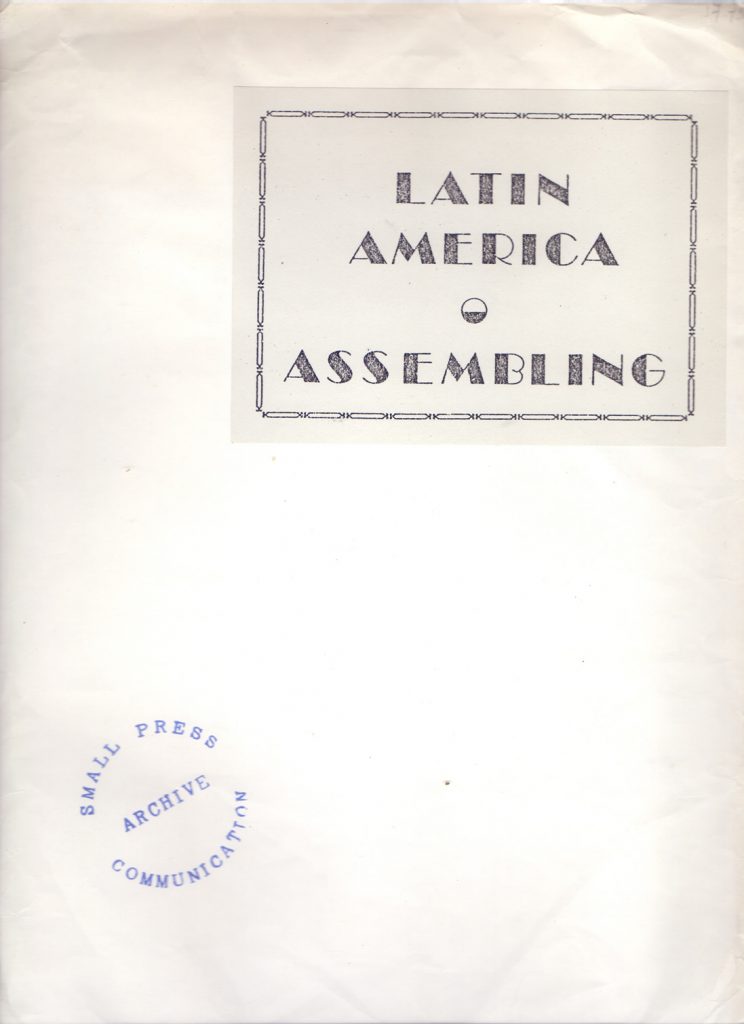 LATIN
AMERICA
ASSEMBLING
SMALL PRESS
ARCHIVE
COMMUNICATION